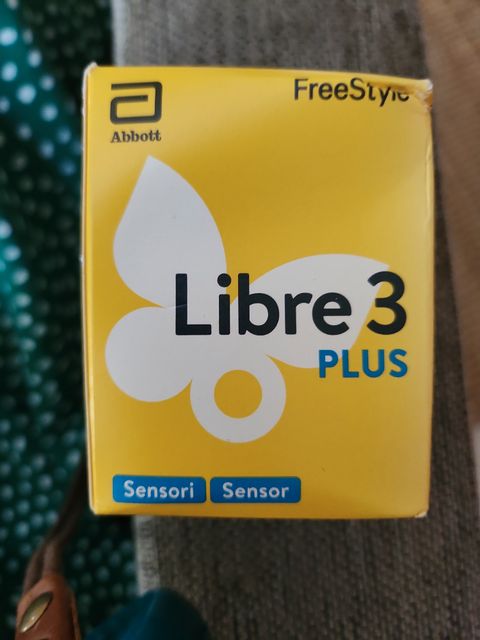 FreeStyle
Abbott
Libre 3
PLUS
Sensori Sensor